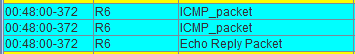 00:48:00-372 R6 ICMP_packet
00:48:00-372 R6 ICMP_packet
00:48:00-372 R6 Echo Reply Packet